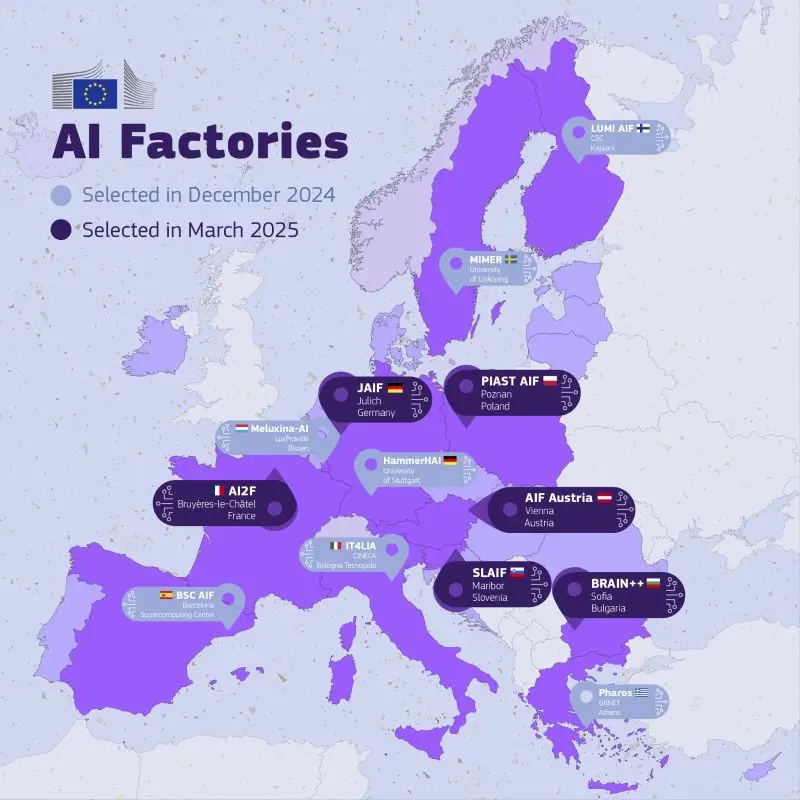 AI Factories
Selected in December 2024
Selected in March 2025
LUMI AIF
CSC
Kajaani
MIMER
University
of Linköping
JAIF
Julich
Germany
PIAST AIF
Poznan
Poland
Meluxina-AI
LuxProvide
Bissen
HammerHAI
University
of Stuttgart
AI2F
Bruyères-le-Châtel
France
AIF Austria
Vienna
Austria
IT4LIA
CINECA
Bologna Tecnopolo
SLAIF
Maribor
Slovenia
BRAIN++
Sofia
Bulgaria
BSC AIF
Barcelona
Supercomputing Centre
Pharos
GRNET
Athens